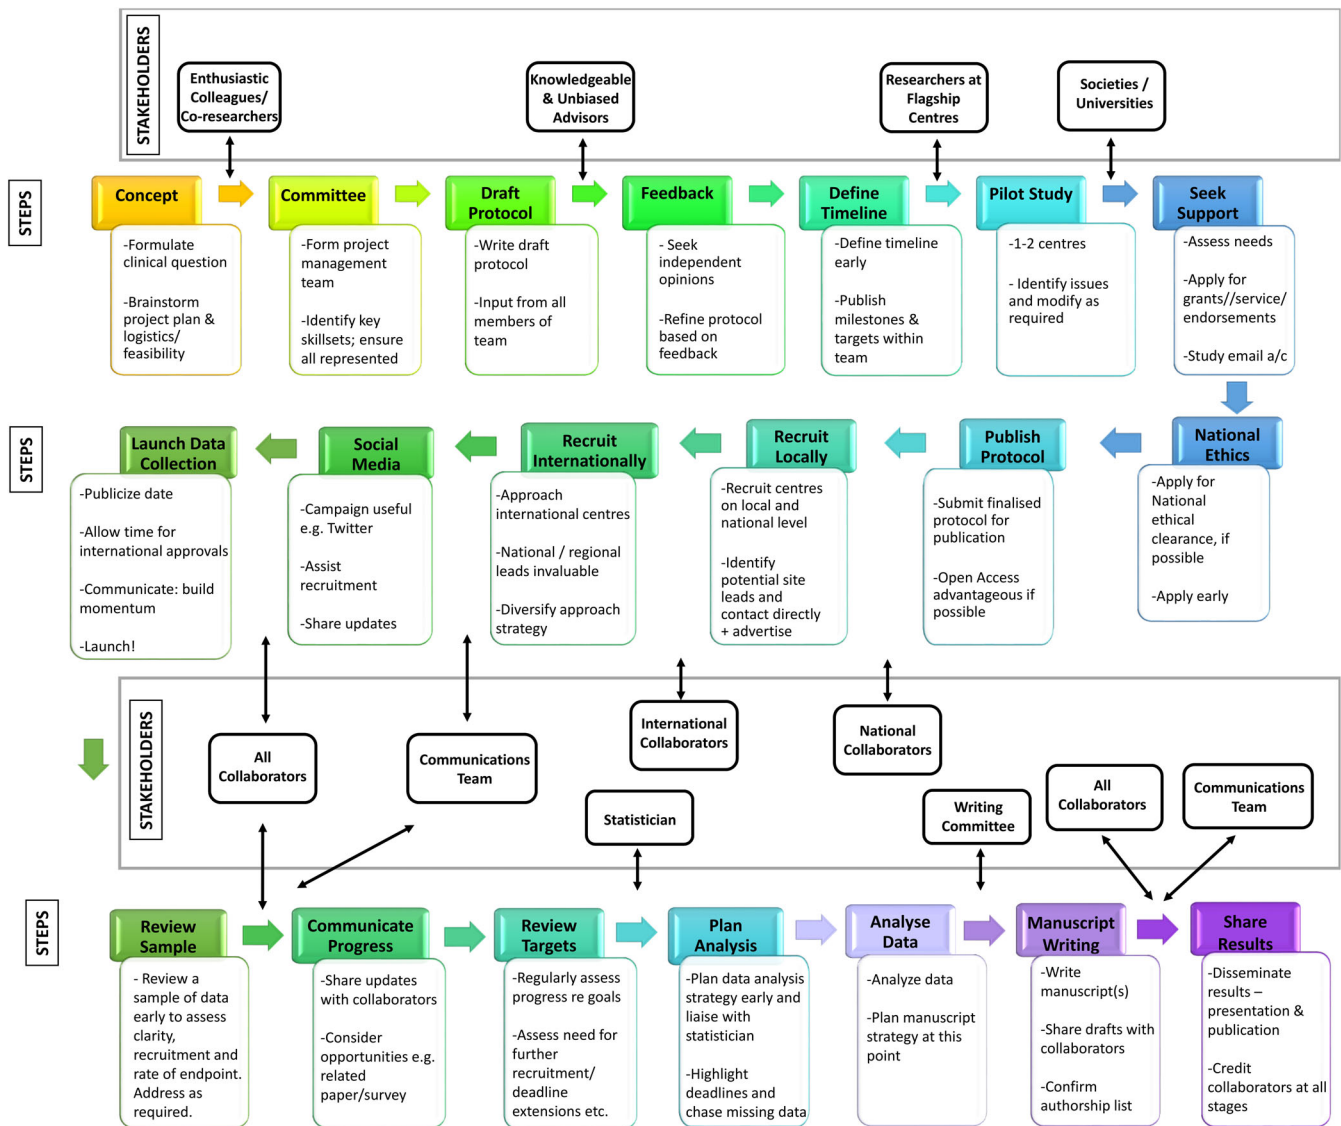 STAKEHOLDERS
Enthusiastic
Colleagues/
Co-researchers
Knowledgeable
& Unbiased
Advisors
Researchers at
Flagship
Centres
Societies /
Universities
STEPS
Concept
-Formulate
clinical question
-Brainstorm
project plan &
logistics/
feasibility
Committee
-Form project
management
team
-Identify key
skillsets; ensure
all represented
Draft
Protocol
-Write draft
protocol
-Input from all
members of
team
Feedback
- Seek
independent
opinions
-Refine protocol
based on
feedback
Define
Timeline
-Define timeline
early
-Publish
milestones &
targets within
team
Pilot Study
-1-2 centres
- Identify issues
and modify as
required
Seek
Support
-Assess needs
-Apply for
grants//service/
endorsements
-Study email a/c
STEPS
Launch Data
Collection
-Publicize date
-Allow time for
international approvals
-Communicate: build
momentum
-Launch!
Social
Media
-Campaign useful
e.g. Twitter
-Assist
recruitment
-Share updates
Recruit
Internationally
-Approach
international centres
-National / regional
leads invaluable
-Diversify approach
strategy
Recruit
Locally
-Recruit centres
on local and
national level
-Identify
potential site
leads and
contact directly
+ advertise
Publish
Protocol
-Submit finalised
protocol for
publication
-Open Access
advantageous if
possible
National
Ethics
-Apply for
National
ethical
clearance, if
possible
-Apply early
STAKEHOLDERS
All
Collaborators
Communications
Team
International
Collaborators
National
Collaborators
Statistician
Writing
Committee
All
Collaborators
Communications
Team
STEPS
Review
Sample
- Review a
sample of data
early to assess
clarity,
recruitment and
rate of endpoint.
Address as
required.
Communicate
Progress
-Share updates
with collaborators
-Consider
opportunities e.g.
related
paper/survey
Review
Targets
-Regularly assess
progress re goals
-Assess need for
further
recruitment/
deadline
extensions etc.
Plan
Analysis
-Plan data analysis
strategy early and
liaise with
statistician
-Highlight
deadlines and
chase missing data
Analyse
Data
-Analyze data
-Plan manuscript
strategy at this
point
Manuscript
Writing
-Write
manuscript(s)
-Share drafts with
collaborators
-Confirm
authorship list
Share
Results
-Disseminate
results –
presentation &
publication
-Credit
collaborators at all
stages